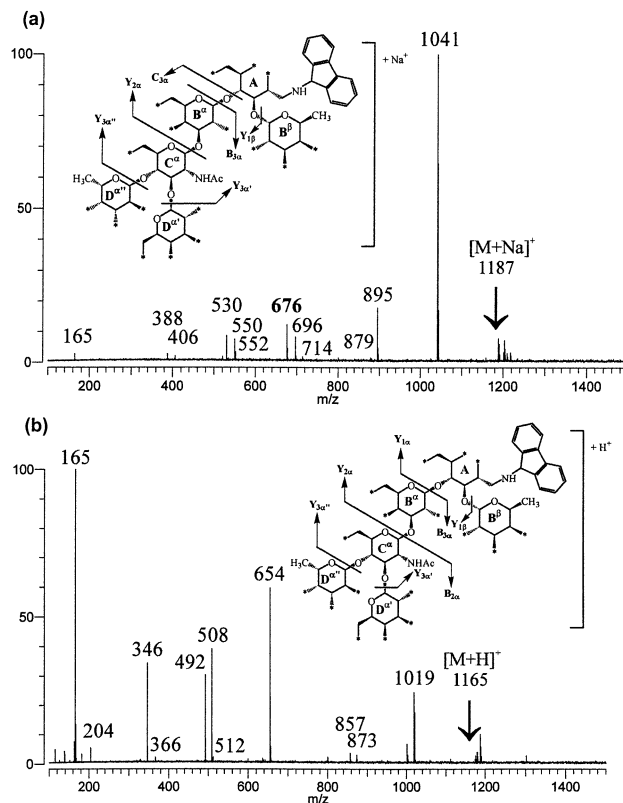 (a)
100
50
0
165
388
406
530
550
552
676
696
714
879
895
1041
[M+Na]+
1187
200 400 600 800 1000 1200 1400
m/z
C3α
Y2α
Y3α''
B3α
Y1β
Y3α'
A
Bα
Bβ
Cα
Dα''
Dα'
NH
NHAc
H3C
CH3
O
+ Na+
(b)
100
50
0
165
204
346
366
492
508
512
654
857
873
1019
[M+H]+
1165
200 400 600 800 1000 1200 1400
m/z
Y1α
Y2α
Y3α''
B3α
Y1β
Y3α'
B2α
A
Bα
Bβ
Cα
Dα''
Dα'
NH
NHAc
H3C
CH3
O
+ H+